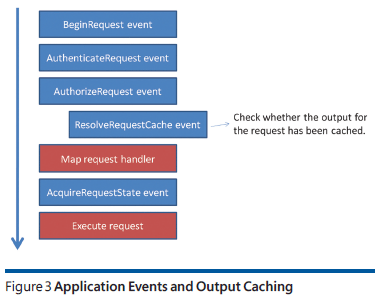 BeginRequest event
AuthenticateRequest event
AuthorizeRequest event
ResolveRequestCache event
Check whether the output for
the request has been cached.
Map request handler
AcquireRequestState event
Execute request
Figure 3 Application Events and Output Caching